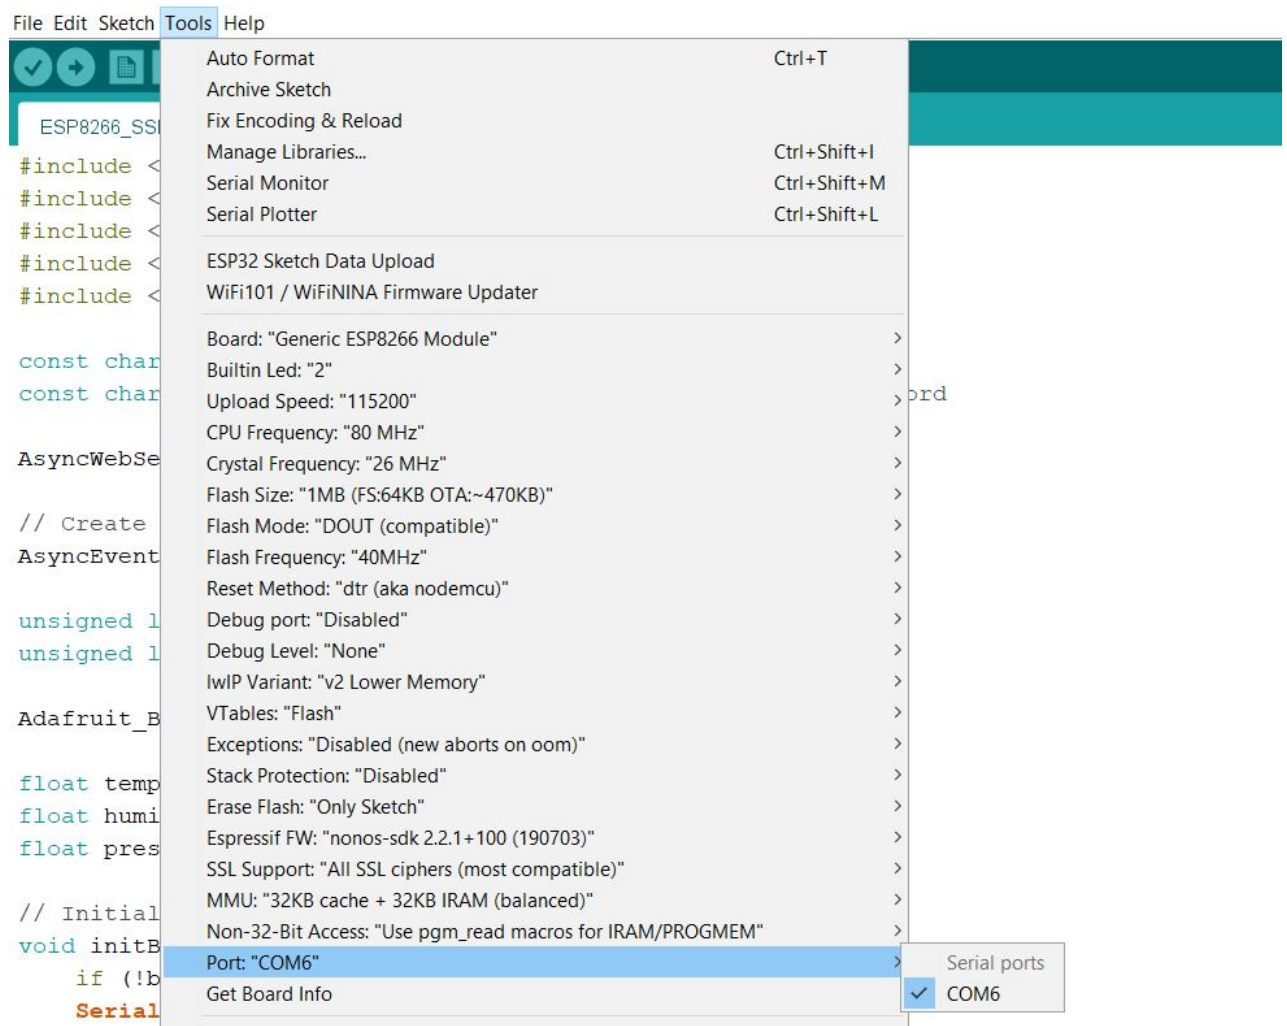 File Edit Sketch Tools Help
Auto Format Ctrl+T
Archive Sketch
Fix Encoding & Reload
Manage Libraries... Ctrl+Shift+I
Serial Monitor Ctrl+Shift+M
Serial Plotter Ctrl+Shift+L
ESP32 Sketch Data Upload
WiFi101 / WiFiNINA Firmware Updater
Board: "Generic ESP8266 Module"
Builtin Led: "2"
Upload Speed: "115200"
CPU Frequency: "80 MHz"
Crystal Frequency: "26 MHz"
Flash Size: "1MB (FS:64KB OTA:~470KB)"
Flash Mode: "DOUT (compatible)"
Flash Frequency: "40MHz"
Reset Method: "dtr (aka nodemcu)"
Debug port: "Disabled"
Debug Level: "None"
lwIP Variant: "v2 Lower Memory"
VTables: "Flash"
Exceptions: "Disabled (new aborts on oom)"
Stack Protection: "Disabled"
Erase Flash: "Only Sketch"
Espressif FW: "nonos-sdk 2.2.1+100 (190703)"
SSL Support: "All SSL ciphers (most compatible)"
MMU: "32KB cache + 32KB IRAM (balanced)"
Non-32-Bit Access: "Use pgm_read macros for IRAM/PROGMEM"
Port: "COM6"
Get Board Info
Serial ports
COM6
ESP8266_SS
#include <
#include <
#include <
#include <
#include <
const char
const char ord
AsyncWebSe
// Create
AsyncEvent
unsigned l
unsigned l
Adafruit_B
float temp
float humi
float pres
// Initial
void initB
if (!b
Serial